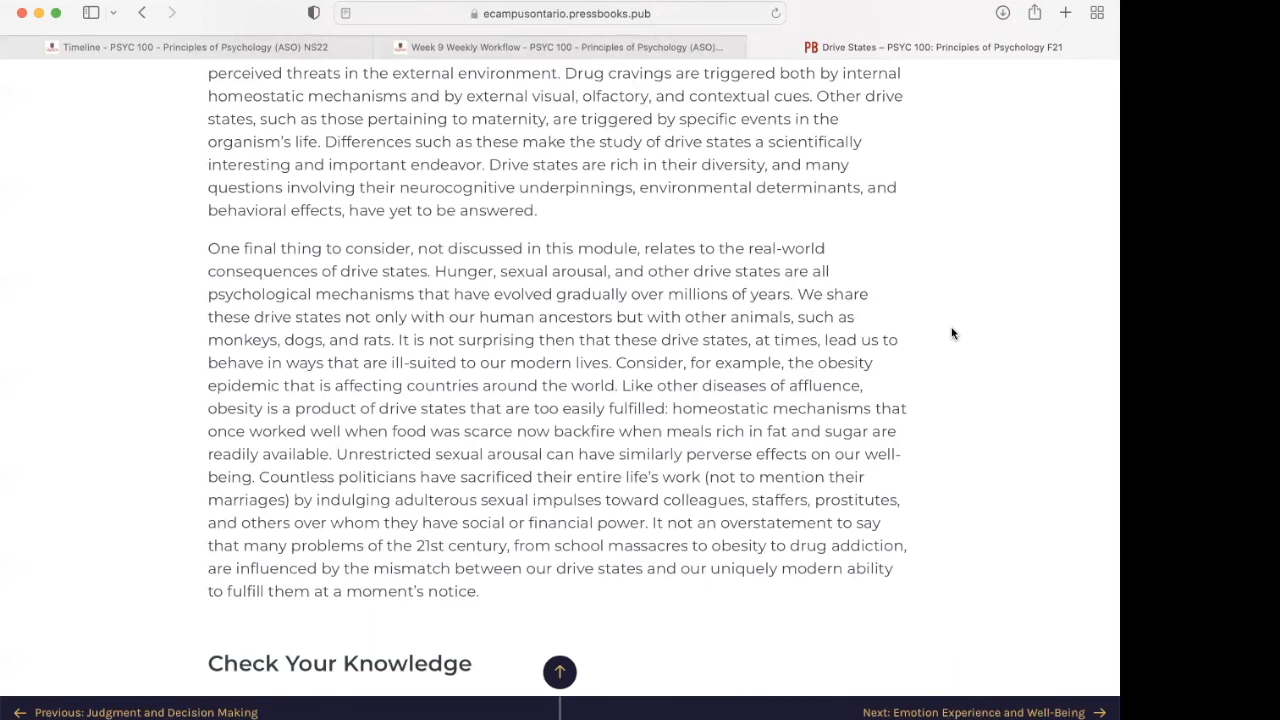 ecampusontario.pressbooks.pub
Timeline - PSYC 100 - Principles of Psychology (ASO) NS22
Week 9 Weekly Workflow - PSYC 100 - Principles of Psychology (ASO)...
PB Drive States – PSYC 100: Principles of Psychology F21
perceived threats in the external environment. Drug cravings are triggered both by internal
homeostatic mechanisms and by external visual, olfactory, and contextual cues. Other drive
states, such as those pertaining to maternity, are triggered by specific events in the
organism’s life. Differences such as these make the study of drive states a scientifically
interesting and important endeavor. Drive states are rich in their diversity, and many
questions involving their neurocognitive underpinnings, environmental determinants, and
behavioral effects, have yet to be answered.
One final thing to consider, not discussed in this module, relates to the real-world
consequences of drive states. Hunger, sexual arousal, and other drive states are all
psychological mechanisms that have evolved gradually over millions of years. We share
these drive states not only with our human ancestors but with other animals, such as
monkeys, dogs, and rats. It is not surprising then that these drive states, at times, lead us to
behave in ways that are ill-suited to our modern lives. Consider, for example, the obesity
epidemic that is affecting countries around the world. Like other diseases of affluence,
obesity is a product of drive states that are too easily fulfilled: homeostatic mechanisms that
once worked well when food was scarce now backfire when meals rich in fat and sugar are
readily available. Unrestricted sexual arousal can have similarly perverse effects on our well-
being. Countless politicians have sacrificed their entire life’s work (not to mention their
marriages) by indulging adulterous sexual impulses toward colleagues, staffers, prostitutes,
and others over whom they have social or financial power. It not an overstatement to say
that many problems of the 21st century, from school massacres to obesity to drug addiction,
are influenced by the mismatch between our drive states and our uniquely modern ability
to fulfill them at a moment’s notice.
Check Your Knowledge
Previous: Judgment and Decision Making
Next: Emotion Experience and Well-Being